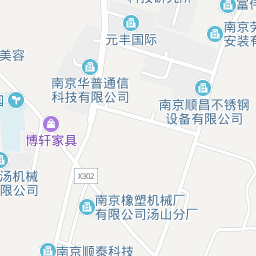 元丰国际
南京劳
安装有
美容
南京华普通信
科技有限公司
南京顺昌不锈钢
设备有限公司
博轩家具
汤机械
有限公司
X302
南京橡塑机械厂
有限公司汤山分厂
南京顺泰科技